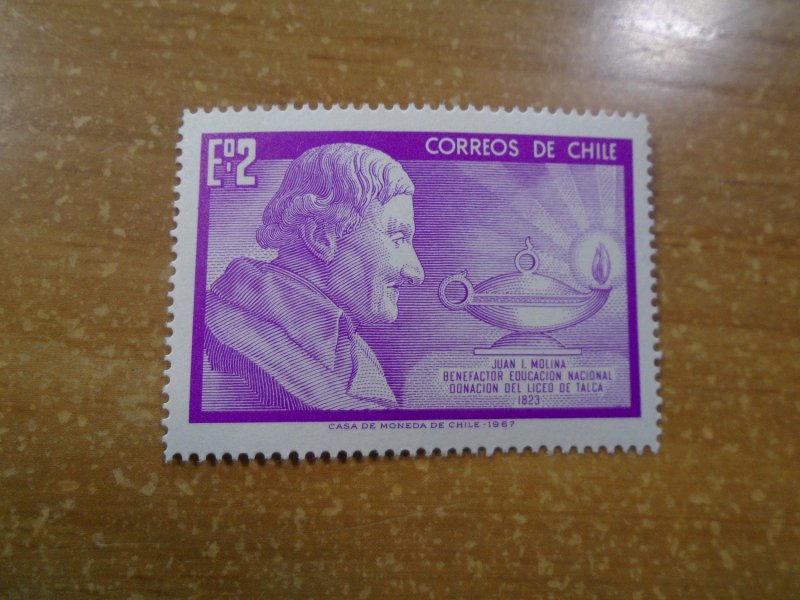 Eº.2
CORREOS DE CHILE
JUAN I. MOLINA
BENEFACTOR EDUCACION NACIONAL
DONACION DEL LICEO DE TALCA
1823
CASA DE MONEDA DE CHILE - 1967